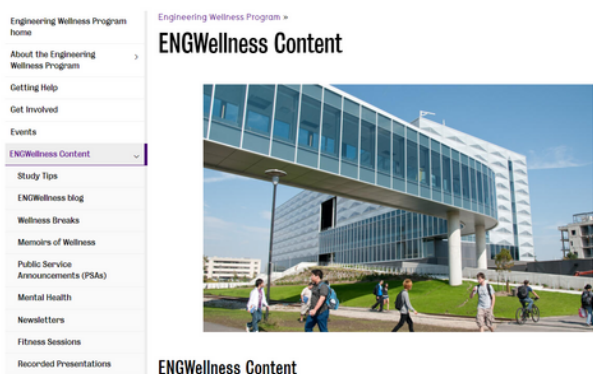 Engineering Wellness Program
home
About the Engineering
Wellness Program
Getting Help
Get Involved
Events
ENGWellness Content
Study Tips
ENGWellness blog
Wellness Breaks
Memoirs of Wellness
Public Service
Announcements (PSAs)
Mental Health
Newsletters
Fitness Sessions
Recorded Presentations
Engineering Wellness Program »
ENGWellness Content
ENGWellness Content